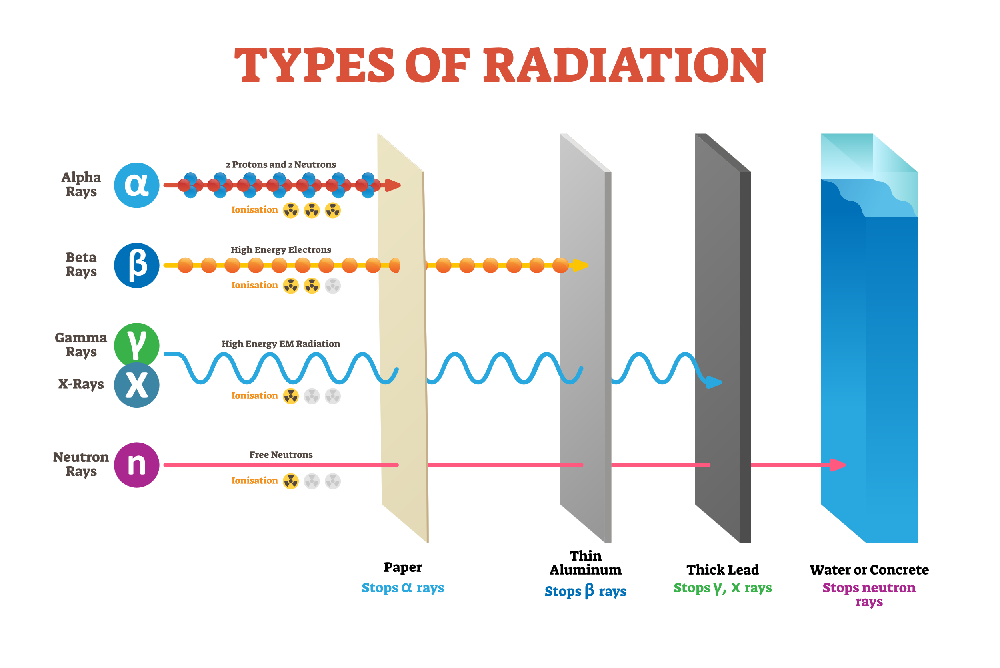 TYPES OF RADIATION
Alpha
Rays
α
2 Protons and 2 Neutrons
Ionisation
Beta
Rays
β
High Energy Electrons
Ionisation
Gamma
Rays
γ
X-Rays
X
High Energy EM Radiation
Ionisation
Neutron
Rays
n
Free Neutrons
Ionisation
Paper
Stops α rays
Thin
Aluminum
Stops β rays
Thick Lead
Stops γ, X rays
Water or Concrete
Stops neutron
rays